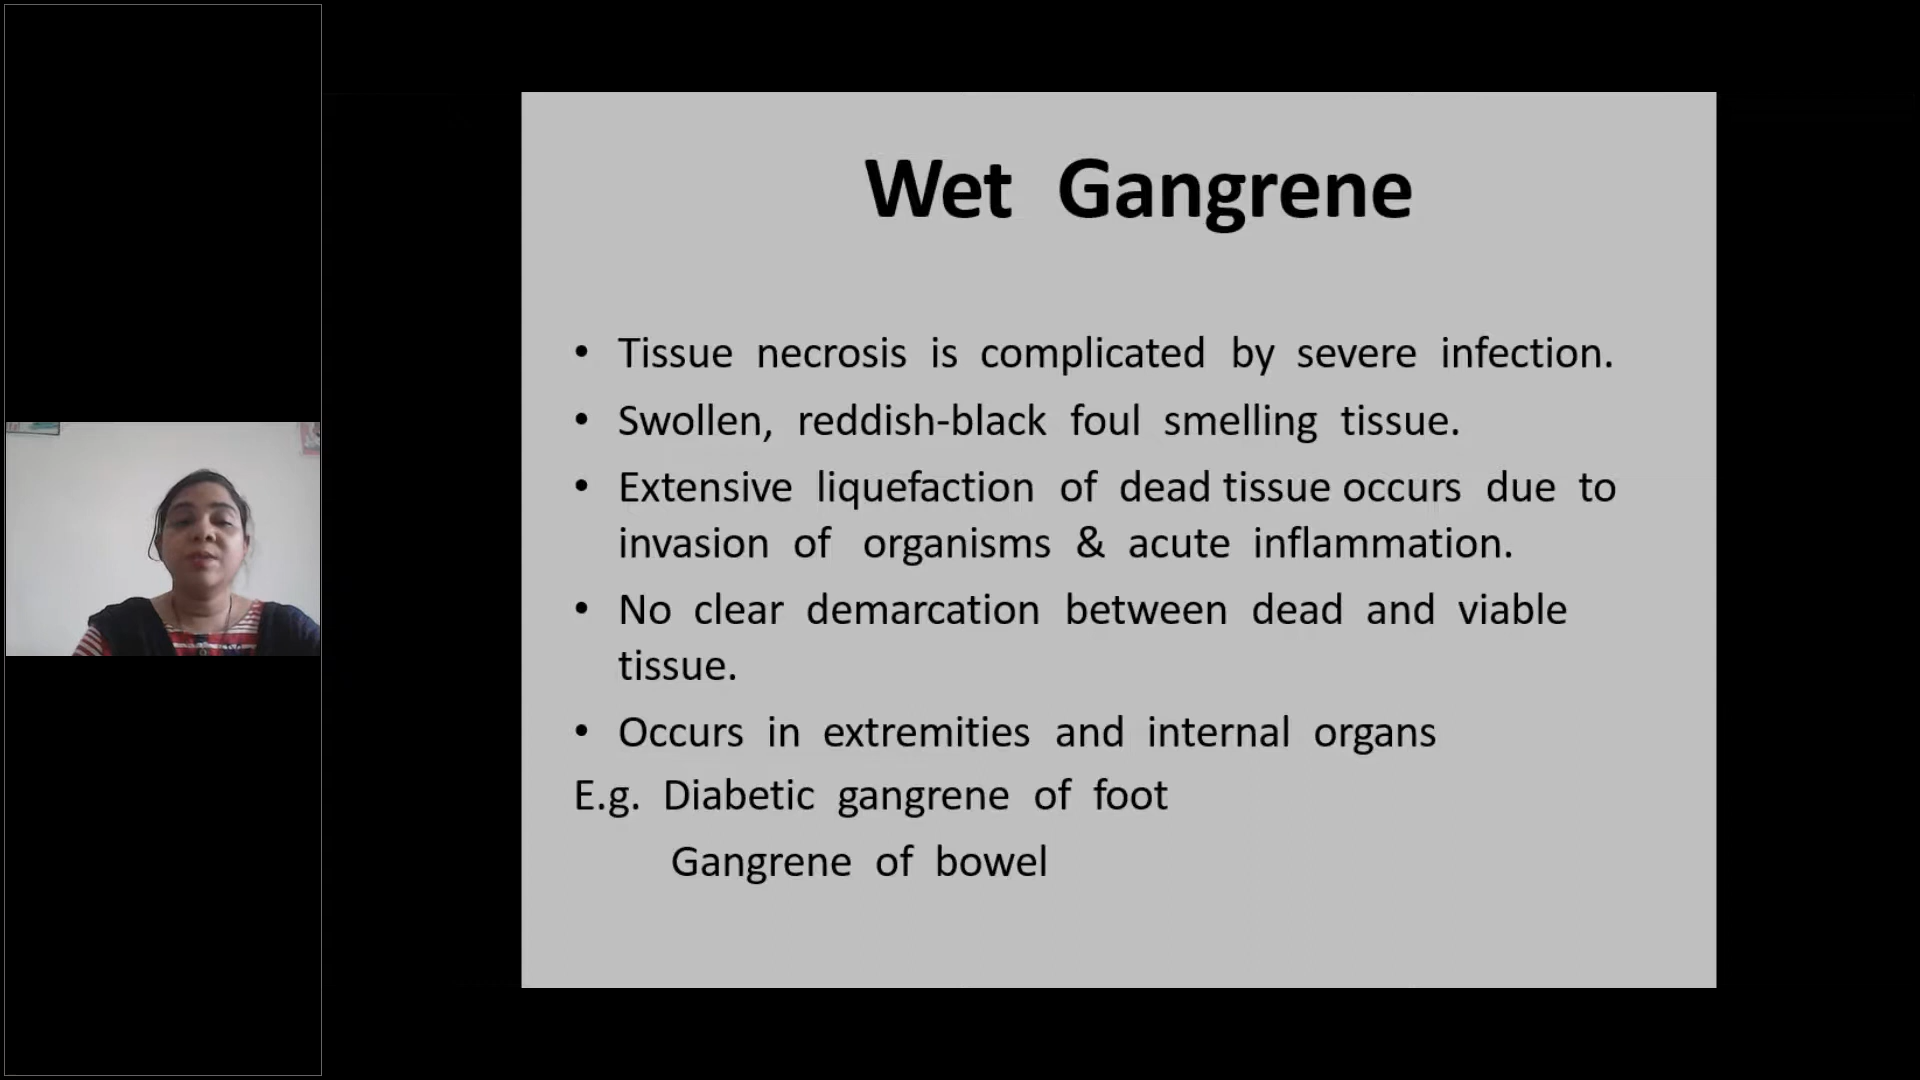 Wet Gangrene
• Tissue necrosis is complicated by severe infection.
• Swollen, reddish-black foul smelling tissue.
• Extensive liquefaction of dead tissue occurs due to
invasion of organisms & acute inflammation.
• No clear demarcation between dead and viable
tissue.
• Occurs in extremities and internal organs
E.g. Diabetic gangrene of foot
Gangrene of bowel